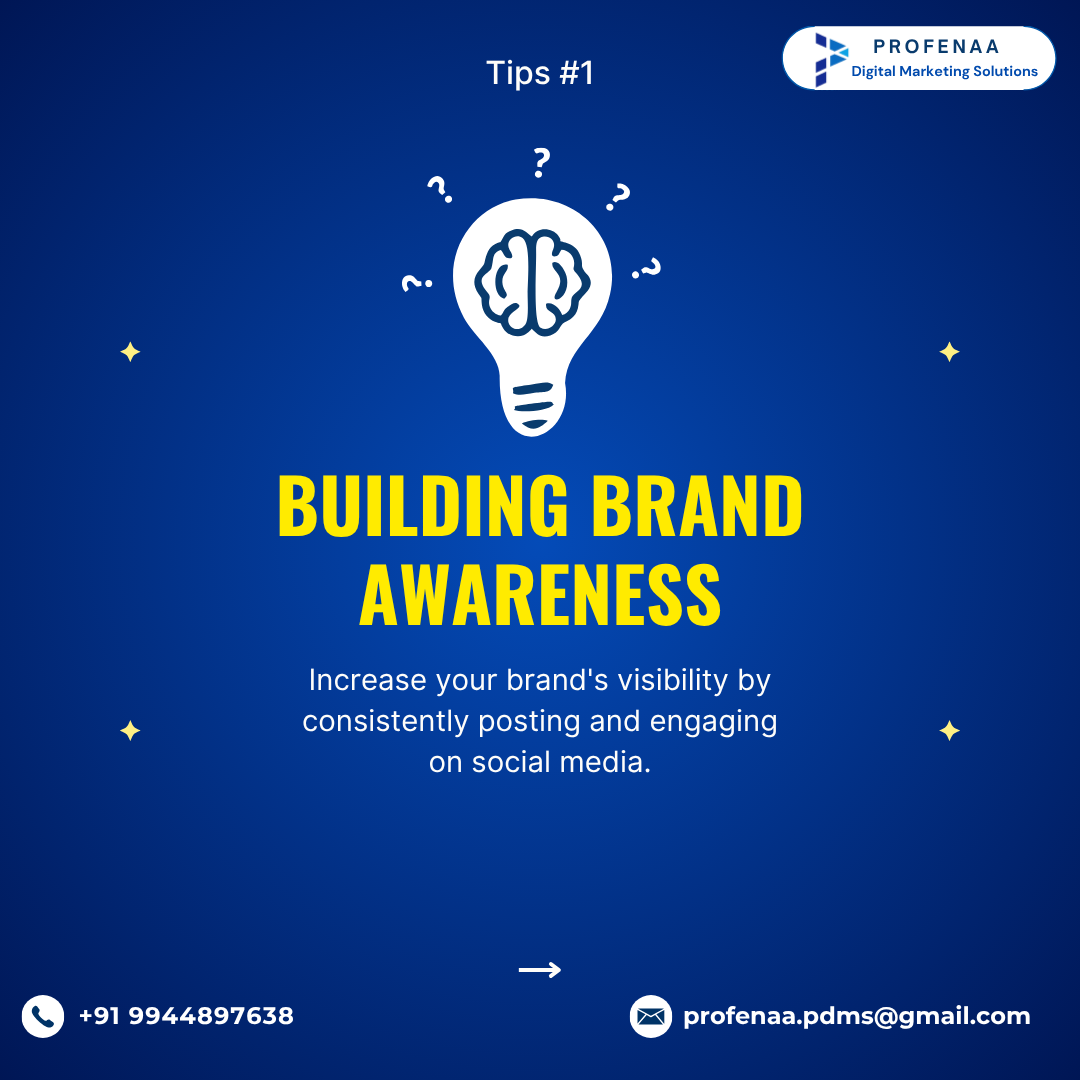 Tips #1
PROFENAA
Digital Marketing Solutions
?
?
?
?
?
BUILDING BRAND
AWARENESS
Increase your brand's visibility by
consistently posting and engaging
on social media.
+91 9944897638
profenaa.pdms@gmail.com